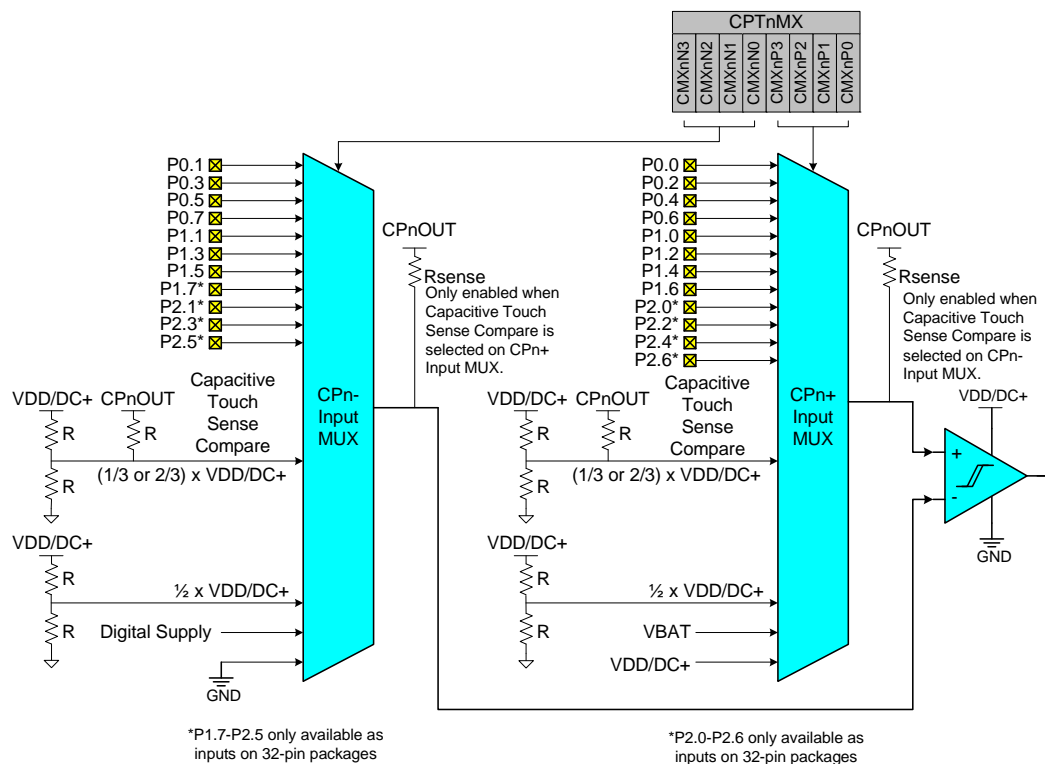 CPTnMX
CMXnN3
CMXnN2
CMXnN1
CMXnN0
CMXnP3
CMXnP2
CMXnP1
CMXnP0
P0.1
P0.3
P0.5
P0.7
P1.1
P1.3
P1.5
P1.7*
P2.1*
P2.3*
P2.5*
CPnOUT
Rsense
Only enabled when
Capacitive Touch
Sense Compare is
selected on CPn+
Input MUX.
VDD/DC+
CPnOUT
Capacitive
Touch
Sense
Compare
R
R
R
(1/3 or 2/3) x VDD/DC+
CPn-
Input
MUX
VDD/DC+
R
R
½ x VDD/DC+
Digital Supply
GND
*P1.7-P2.5 only available as
inputs on 32-pin packages
P0.0
P0.2
P0.4
P0.6
P1.0
P1.2
P1.4
P1.6
P2.0*
P2.2*
P2.4*
P2.6*
CPnOUT
Rsense
Only enabled when
Capacitive Touch
Sense Compare is
selected on CPn-
Input MUX.
VDD/DC+
CPnOUT
Capacitive
Touch
Sense
Compare
R
R
R
(1/3 or 2/3) x VDD/DC+
CPn+
Input
MUX
VDD/DC+
R
R
½ x VDD/DC+
VBAT
VDD/DC+
VDD/DC+
+
-
GND
*P2.0-P2.6 only available as
inputs on 32-pin packages